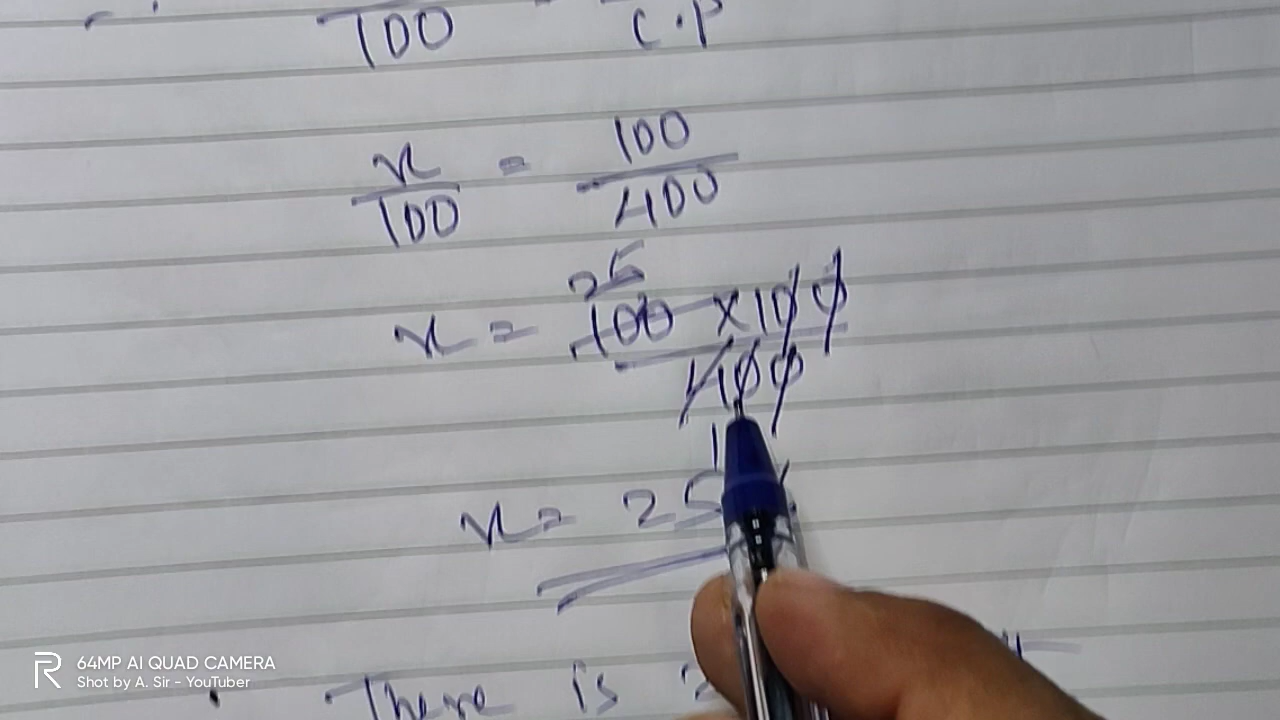 100 C.P
x/100 = 100/400
25
x = 100 × 100
400
1
x = 25
There is 2
64MP AI QUAD CAMERA
Shot by A. Sir - YouTuber